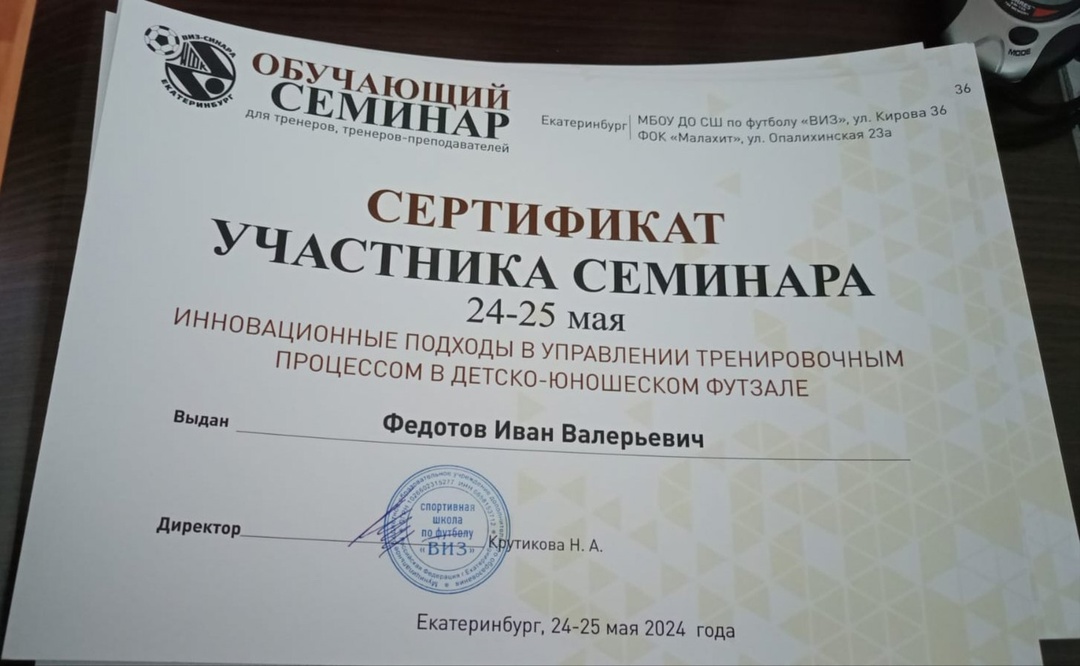 ВИЗ-СИНАРА
ЕКАТЕРИНБУРГ
ОБУЧАЮЩИЙ
СЕМИНАР
для тренеров, тренеров-преподавателей
36
Екатеринбург
МБОУ ДО СШ по футболу «ВИЗ», ул. Кирова 36
ФОК «Малахит», ул. Опалихинская 23а
СЕРТИФИКАТ
УЧАСТНИКА СЕМИНАРА
24-25 мая
ИННОВАЦИОННЫЕ ПОДХОДЫ В УПРАВЛЕНИИ ТРЕНИРОВОЧНЫМ
ПРОЦЕССОМ В ДЕТСКО-ЮНОШЕСКОМ ФУТЗАЛЕ
Выдан Федотов Иван Валерьевич
спортивная
школа
по футболу
«ВИЗ»
Директор Крутикова Н. А.
Екатеринбург, 24-25 мая 2024 года
MODE